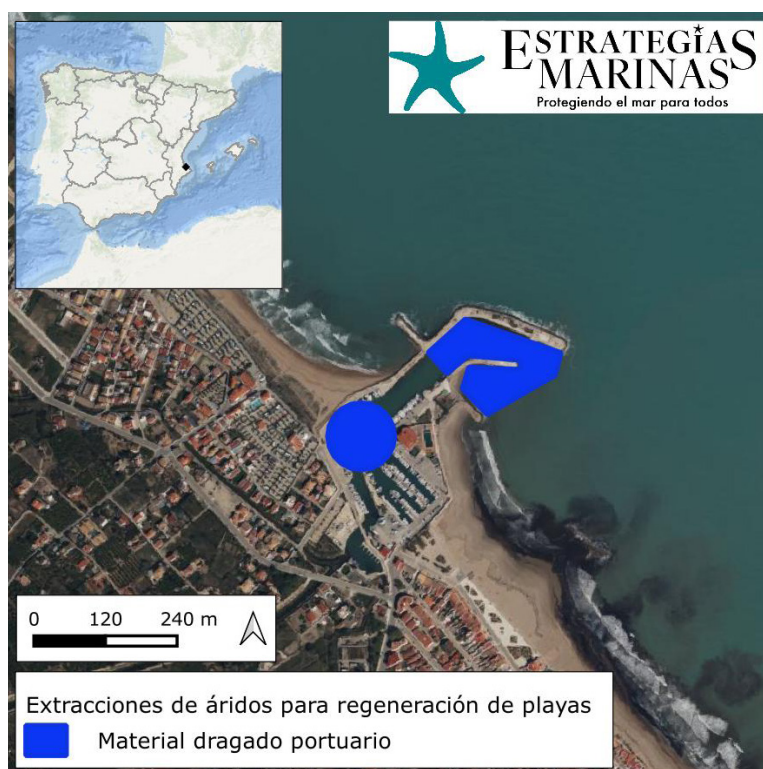 ESTRATEGIAS
MARINAS
Protegiendo el mar para todos
0 120 240 m
Extracciones de áridos para regeneración de playas
Material dragado portuario